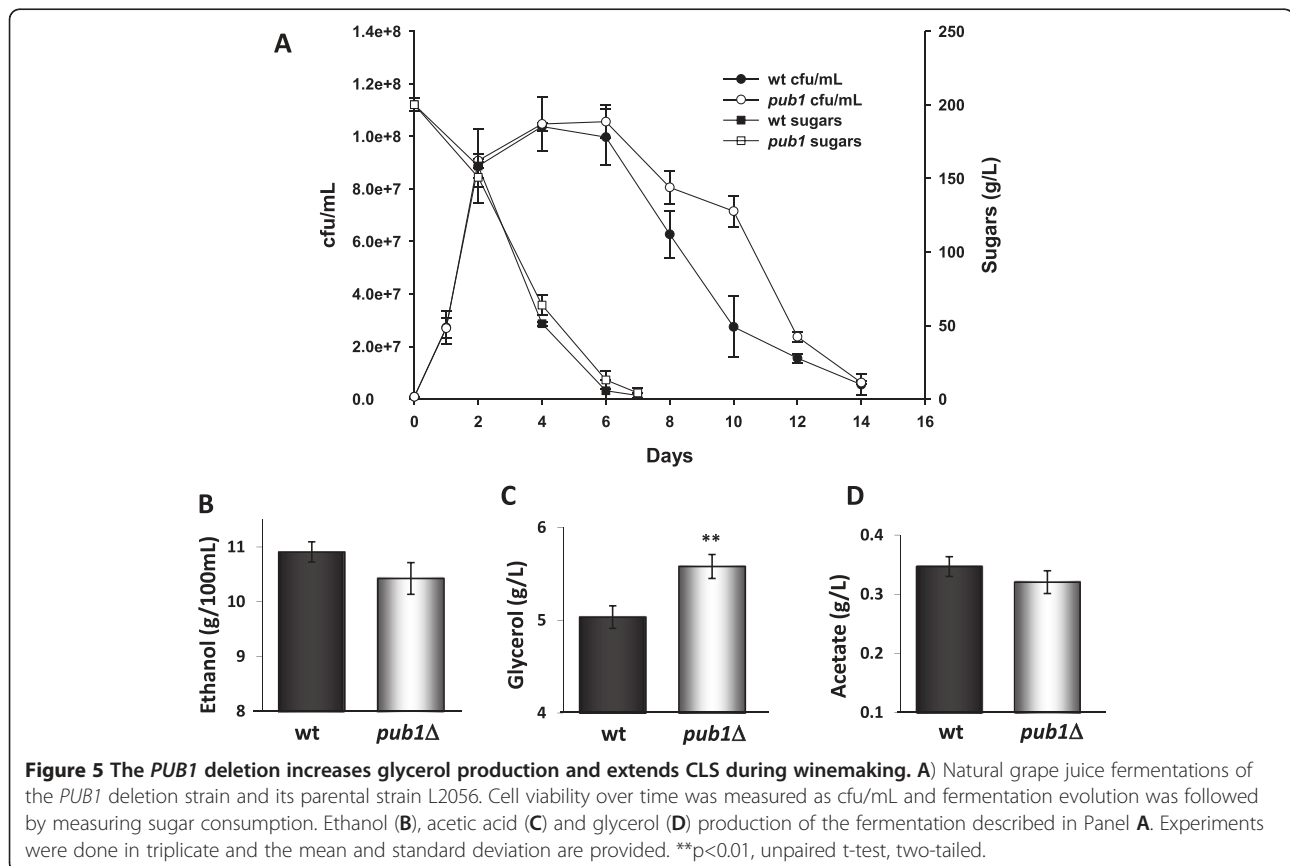 A
1.4e+8
1.2e+8
1.0e+8
8.0e+7
6.0e+7
4.0e+7
2.0e+7
0.0
cfu/mL
250
200
150
100
50
0
Sugars (g/L)
wt cfu/mL
pub1 cfu/mL
wt sugars
pub1 sugars
0 2 4 6 8 10 12 14 16
Days
B
Ethanol (g/100mL)
11
10
9
8
wt pub1Δ
C
Glycerol (g/L)
6
5
4
**
wt pub1Δ
D
Acetate (g/L)
0.4
0.3
0.2
0.1
wt pub1Δ
Figure 5 The PUB1 deletion increases glycerol production and extends CLS during winemaking. A) Natural grape juice fermentations of
the PUB1 deletion strain and its parental strain L2056. Cell viability over time was measured as cfu/mL and fermentation evolution was followed
by measuring sugar consumption. Ethanol (B), acetic acid (C) and glycerol (D) production of the fermentation described in Panel A. Experiments
were done in triplicate and the mean and standard deviation are provided. **p<0.01, unpaired t-test, two-tailed.